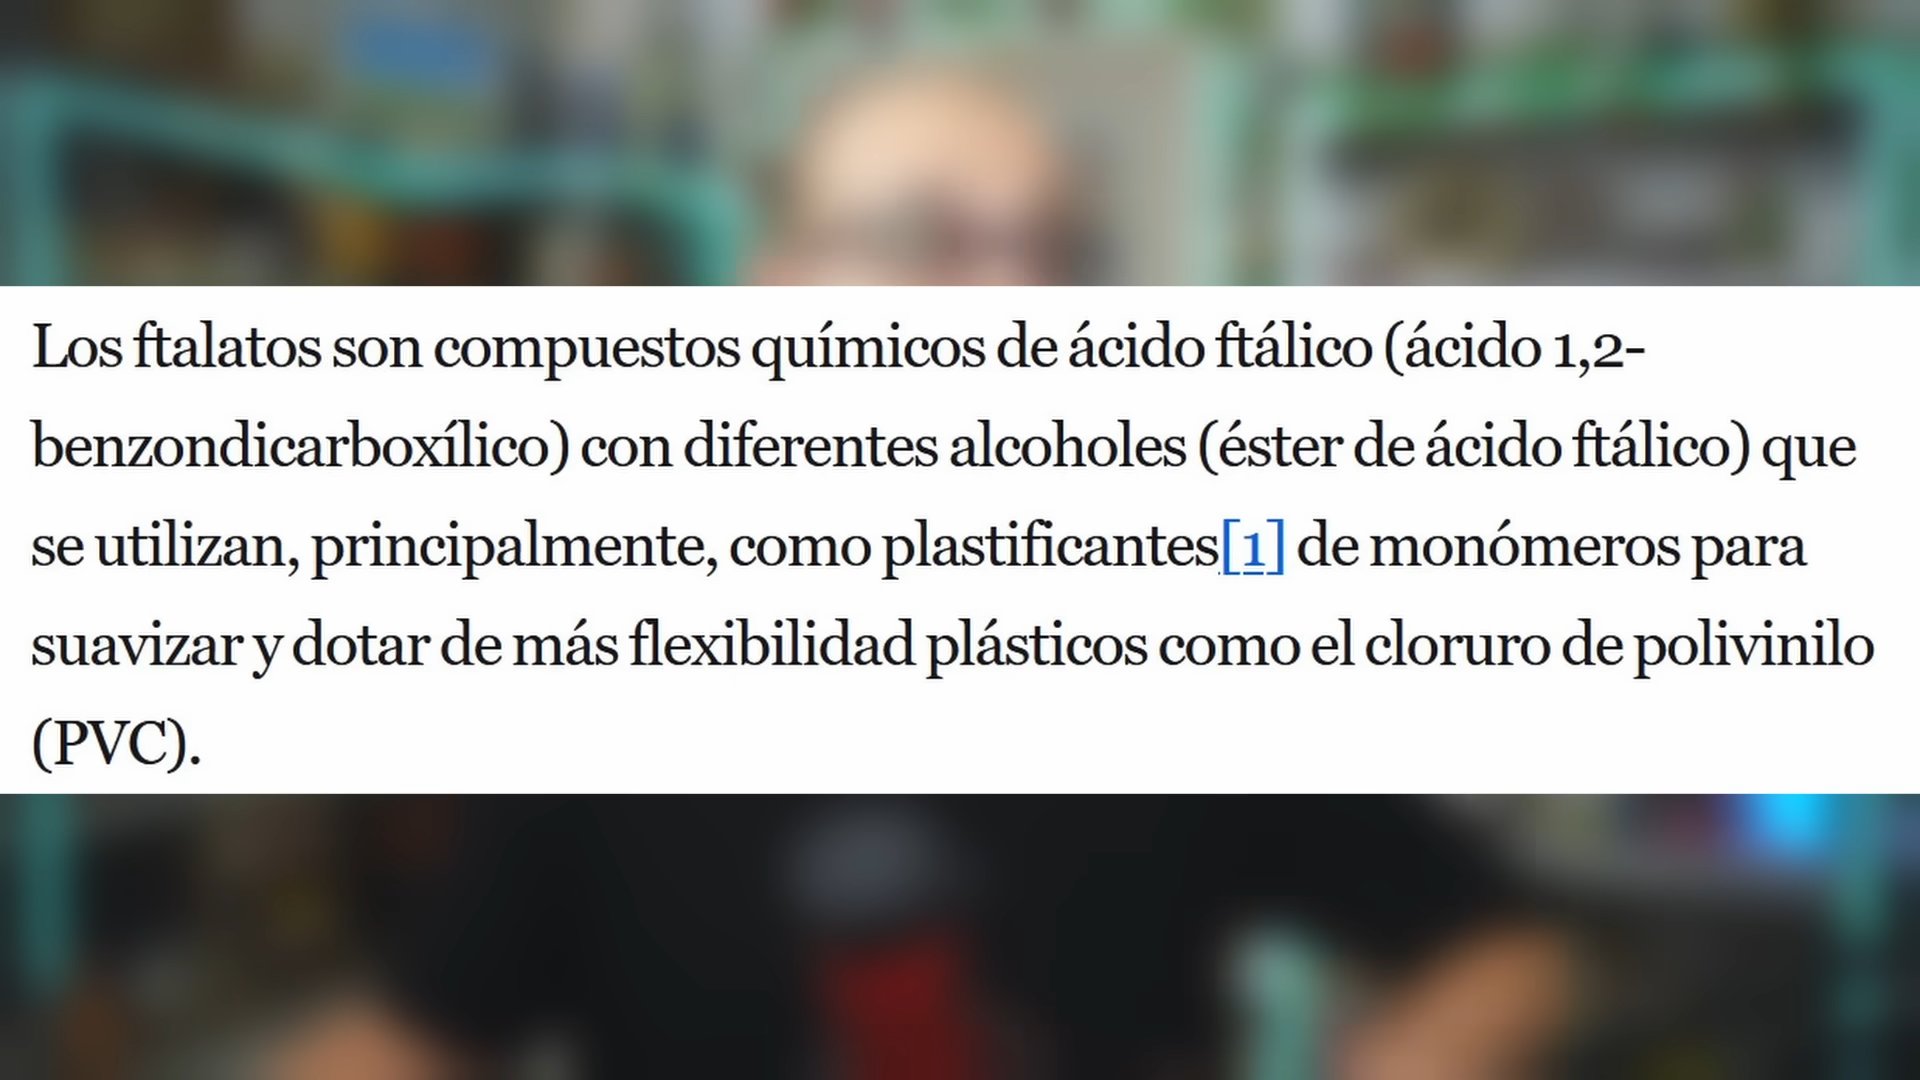 Los ftalatos son compuestos químicos de ácido ftálico (ácido 1,2-
benzondicarboxílico) con diferentes alcoholes (éster de ácido ftálico) que
se utilizan, principalmente, como plastificantes[1] de monómeros para
suavizar y dotar de más flexibilidad plásticos como el cloruro de polivinilo
(PVC).